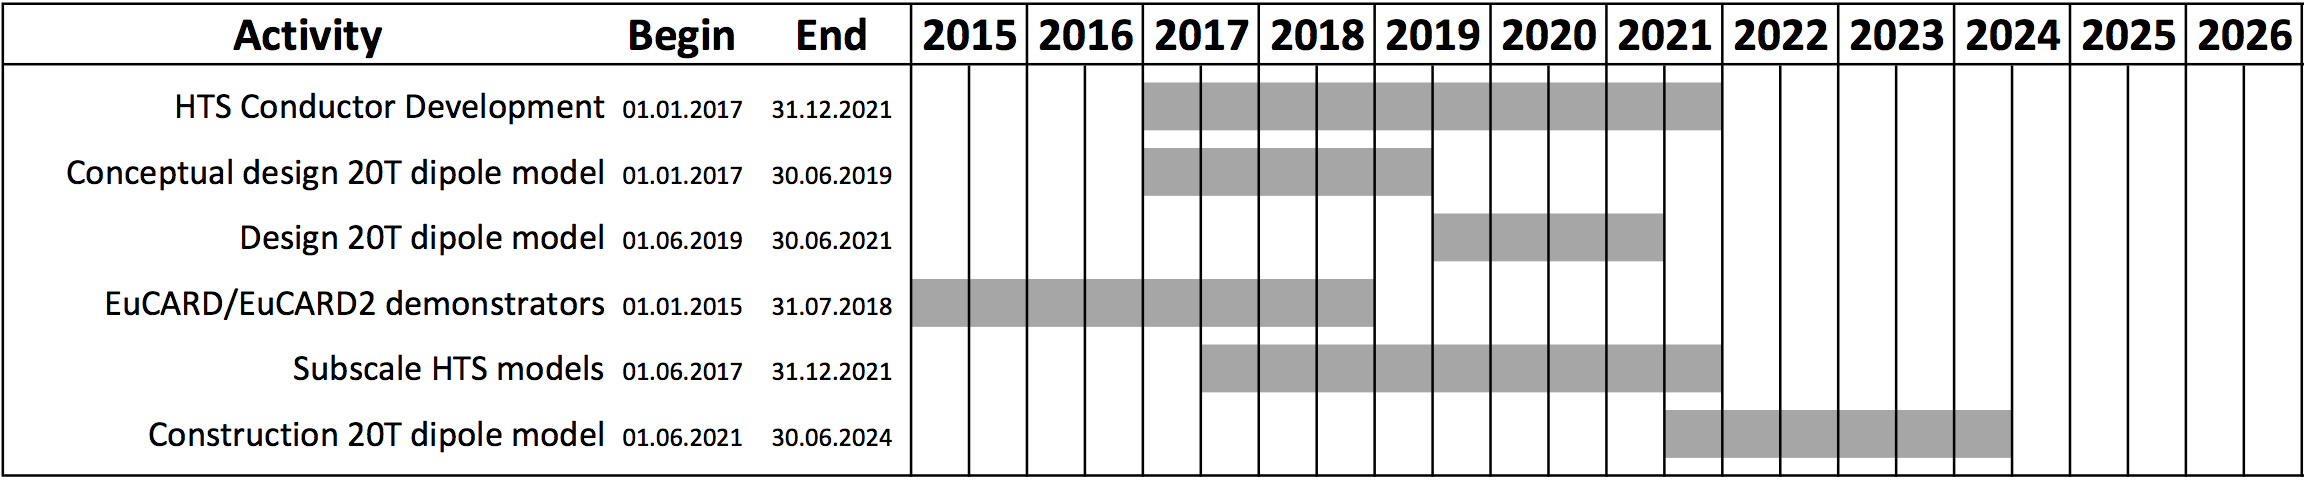 Activity Begin End 2015 2016 2017 2018 2019 2020 2021 2022 2023 2024 2025 2026
HTS Conductor Development 01.01.2017 31.12.2021
Conceptual design 20T dipole model 01.01.2017 30.06.2019
Design 20T dipole model 01.06.2019 30.06.2021
EuCARD/EuCARD2 demonstrators 01.01.2015 31.07.2018
Subscale HTS models 01.06.2017 31.12.2021
Construction 20T dipole model 01.06.2021 30.06.2024